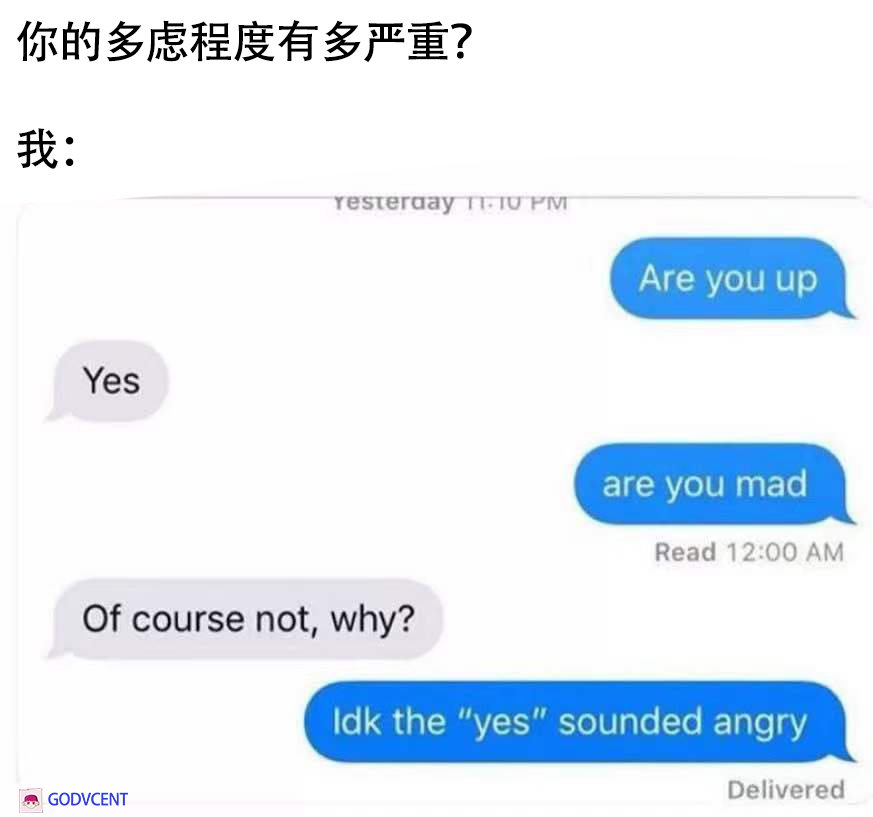 你的多虑程度有多严重？
我：
Yesterday 11:10 PM
Are you up
Yes
are you mad
Read 12:00 AM
Of course not, why?
Idk the “yes” sounded angry
Delivered
GODVCENT